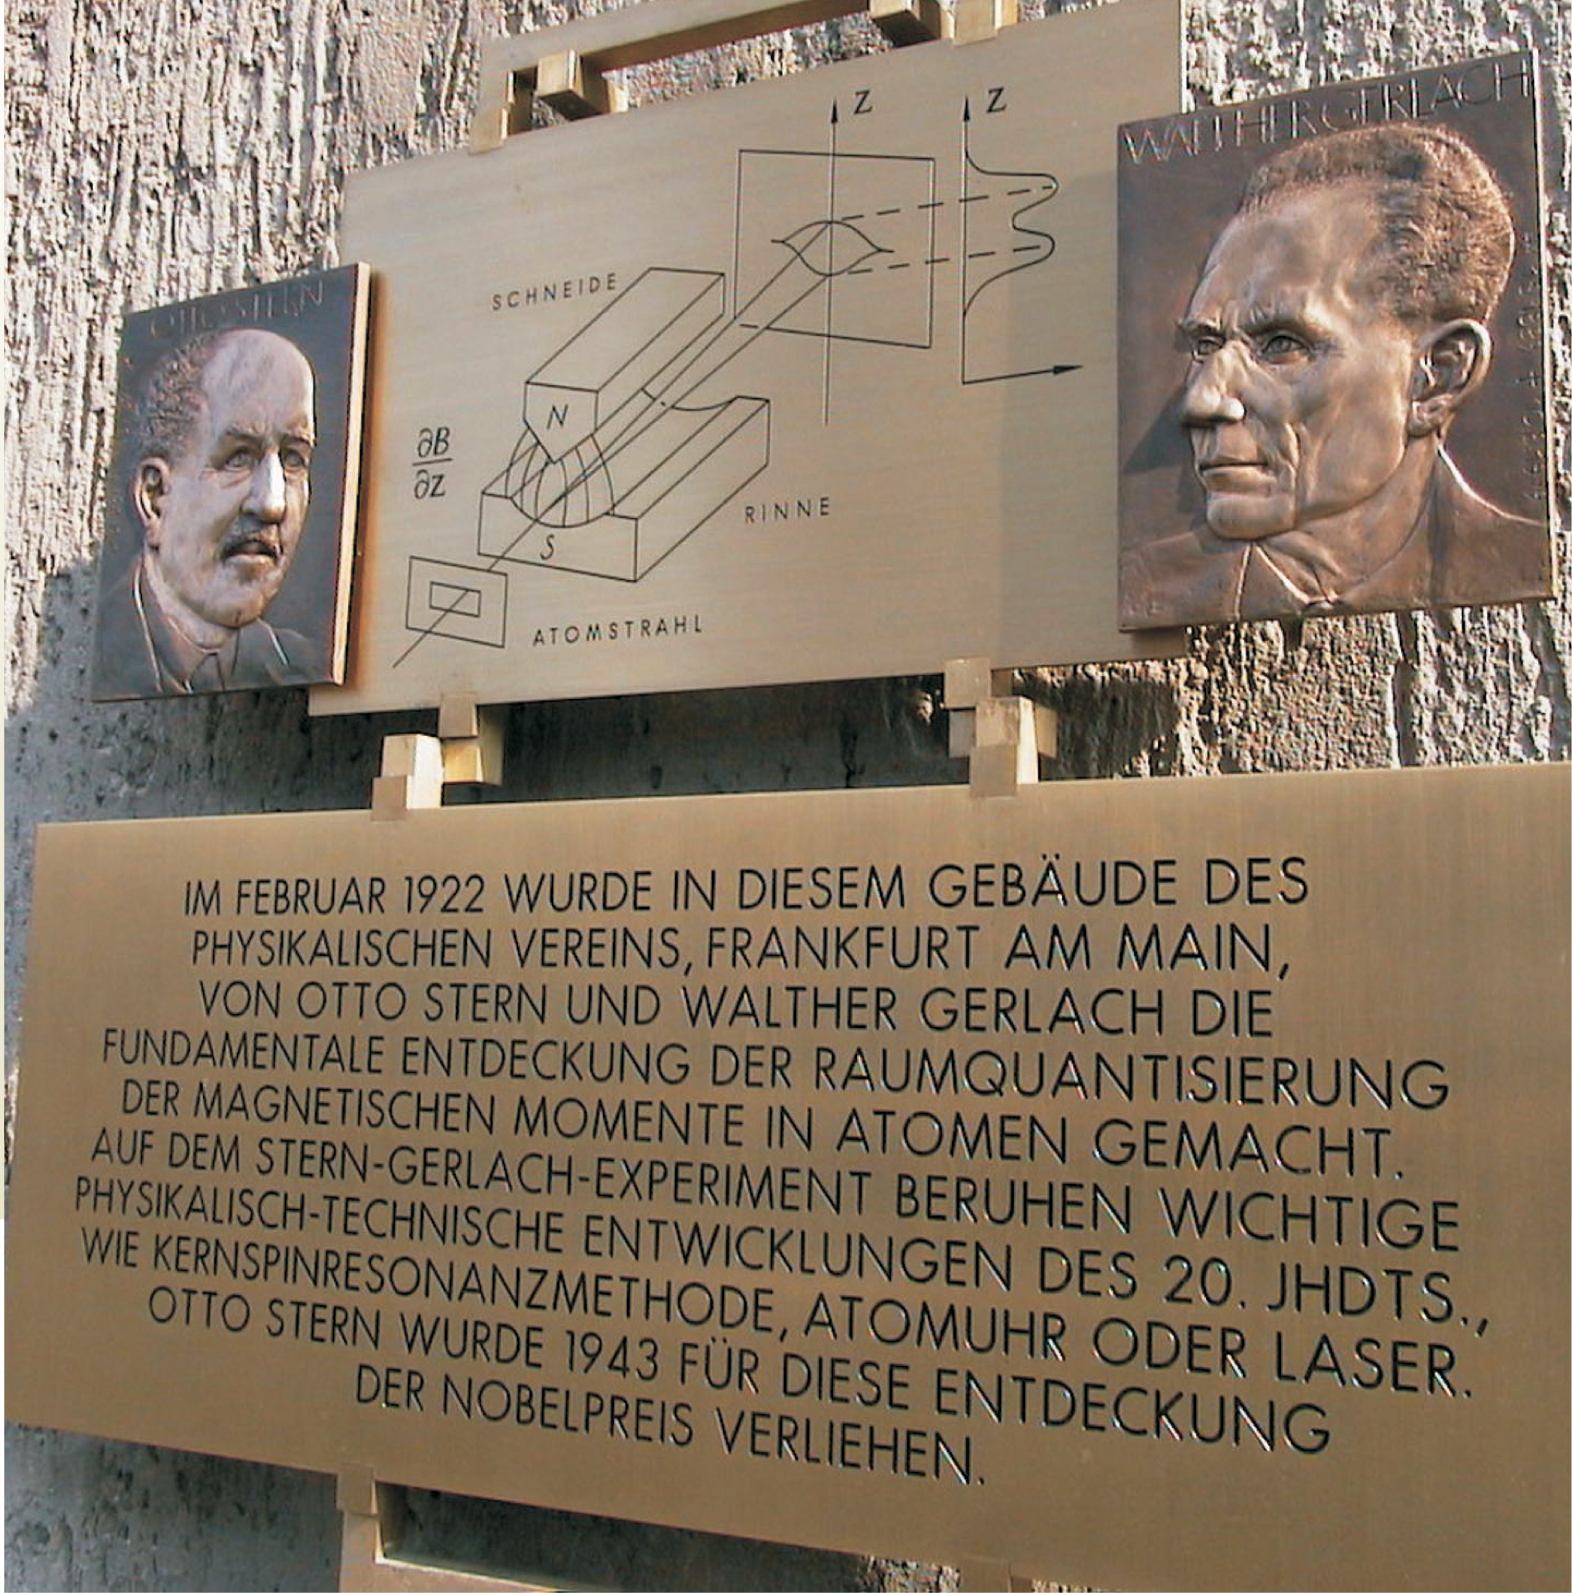 Z
Z
WALTHER GERLACH
OTTO STERN
SCHNEIDE
N
∂B
∂Z
RINNE
S
ATOMSTRAHL
IM FEBRUAR 1922 WURDE IN DIESEM GEBÄUDE DES
PHYSIKALISCHEN VEREINS, FRANKFURT AM MAIN,
VON OTTO STERN UND WALTHER GERLACH DIE
FUNDAMENTALE ENTDECKUNG DER RAUMQUANTISIERUNG
DER MAGNETISCHEN MOMENTE IN ATOMEN GEMACHT.
AUF DEM STERN-GERLACH-EXPERIMENT BERUHEN WICHTIGE
PHYSIKALISCH-TECHNISCHE ENTWICKLUNGEN DES 20. JHDTS.,
WIE KERNSPINRESONANZMETHODE, ATOMUHR ODER LASER.
OTTO STERN WURDE 1943 FÜR DIESE ENTDECKUNG
DER NOBELPREIS VERLIEHEN.